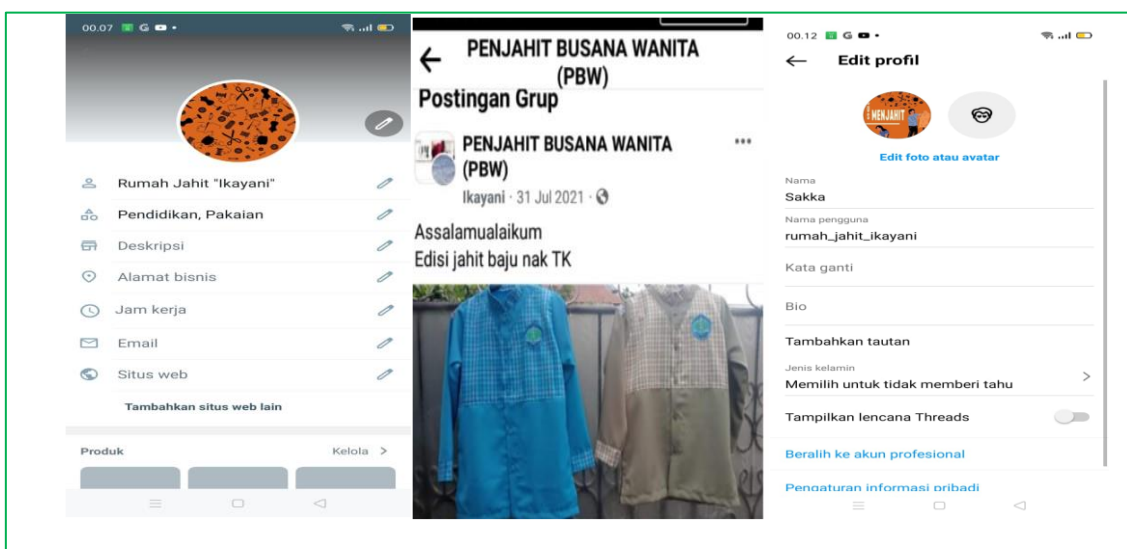 00.07
Rumah Jahit "Ikayani"
Pendidikan, Pakaian
Deskripsi
Alamat bisnis
Jam kerja
Email
Situs web
Tambahkan situs web lain
Produk
Kelola >
PENJAHIT BUSANA WANITA
(PBW)
Postingan Grup
PENJAHIT BUSANA WANITA
(PBW)
Ikayani · 31 Jul 2021 ·
Assalamualaikum
Edisi jahit baju nak TK
00.12
Edit profil
MENJAHIT
Edit foto atau avatar
Nama
Sakka
Nama pengguna
rumah_jahit_ikayani
Kata ganti
Bio
Tambahkan tautan
Jenis kelamin
Memilih untuk tidak memberi tahu
Tampilkan lencana Threads
Beralih ke akun profesional
Pengaturan informasi pribadi